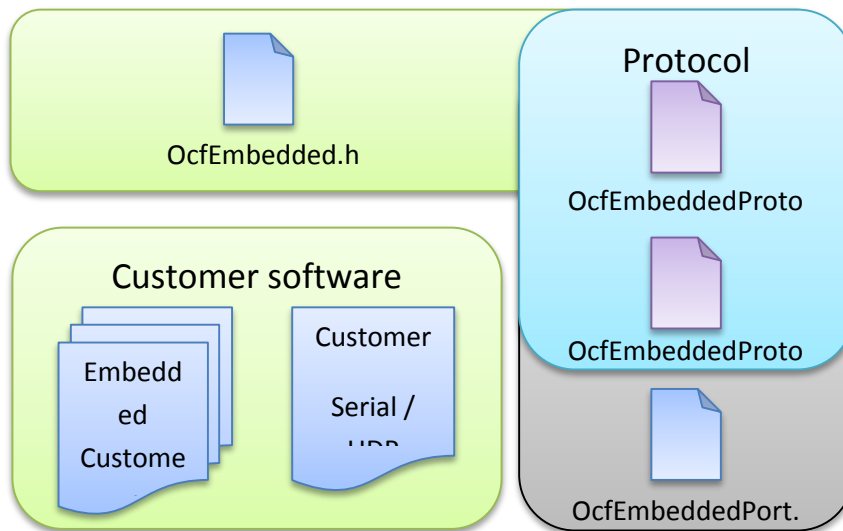 OcfEmbedded.h
Protocol
OcfEmbeddedProto
OcfEmbeddedProto
OcfEmbeddedPort.
Customer software
Embedd
ed
Custome
Customer
Serial /